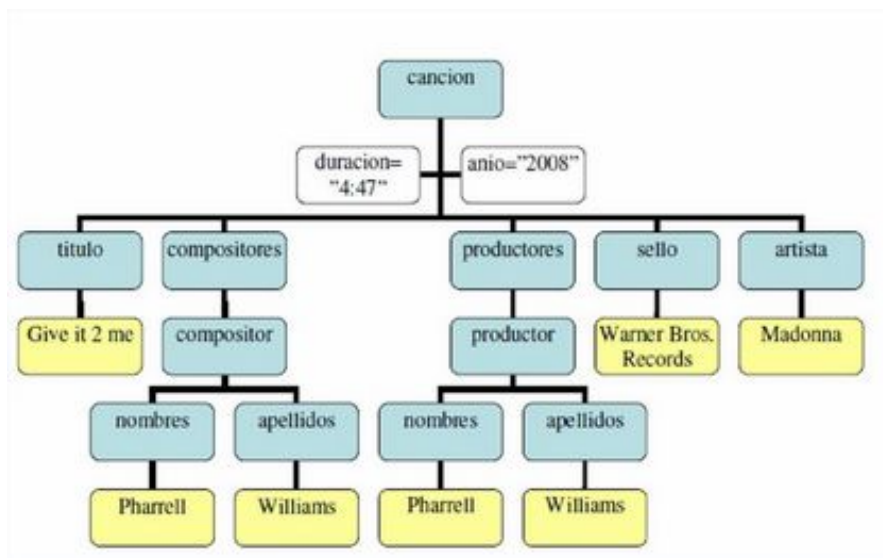 cancion
duracion=
"4:47"
anio="2008"
titulo
compositores
productores
sello
artista
Give it 2 me
compositor
productor
Warner Bros.
Records
Madonna
nombres
apellidos
nombres
apellidos
Pharrell
Williams
Pharrell
Williams